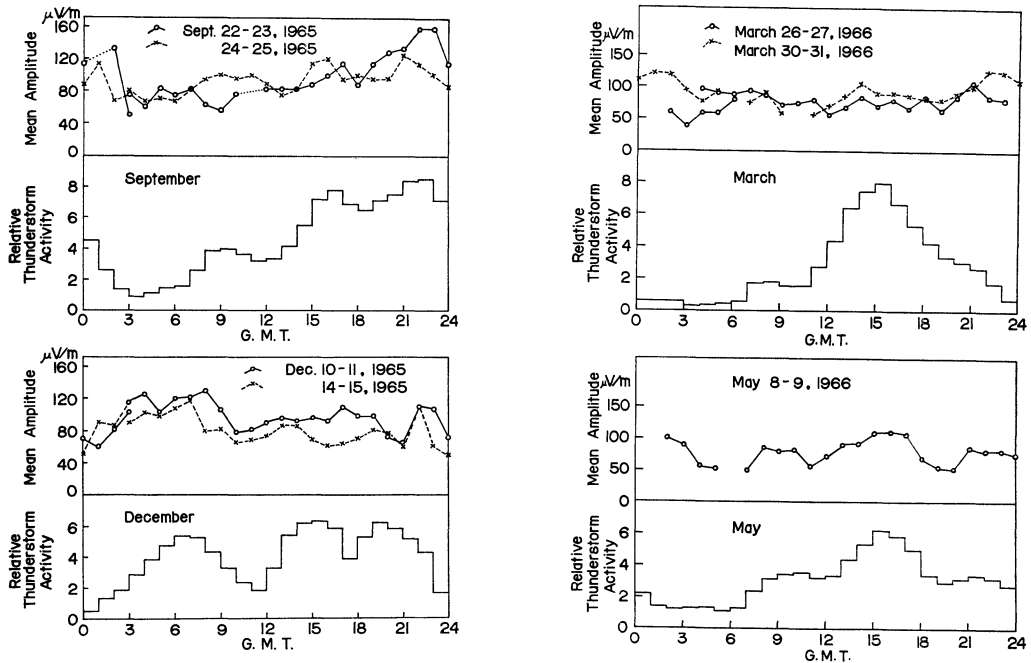 μV/m
160
120
80
40
0
Mean Amplitude
Sept. 22-23, 1965
24-25, 1965
8
6
4
2
0
Relative
Thunderstorm
Activity
September
0 3 6 9 12 15 18 21 24
G. M. T.
μV/m
150
100
50
0
Mean Amplitude
March 26-27, 1966
March 30-31, 1966
8
6
4
2
0
Relative
Thunderstorm
Activity
March
0 3 6 9 12 15 18 21 24
G.M.T.
μV/m
160
120
80
40
0
Mean Amplitude
Dec. 10-11, 1965
14-15, 1965
6
4
2
0
Relative
Thunderstorm
Activity
December
0 3 6 9 12 15 18 21 24
G. M. T.
μV/m
150
100
50
0
Mean Amplitude
May 8-9, 1966
6
4
2
0
Relative
Thunderstorm
Activity
May
0 3 6 9 12 15 18 21 24
G.M.T.